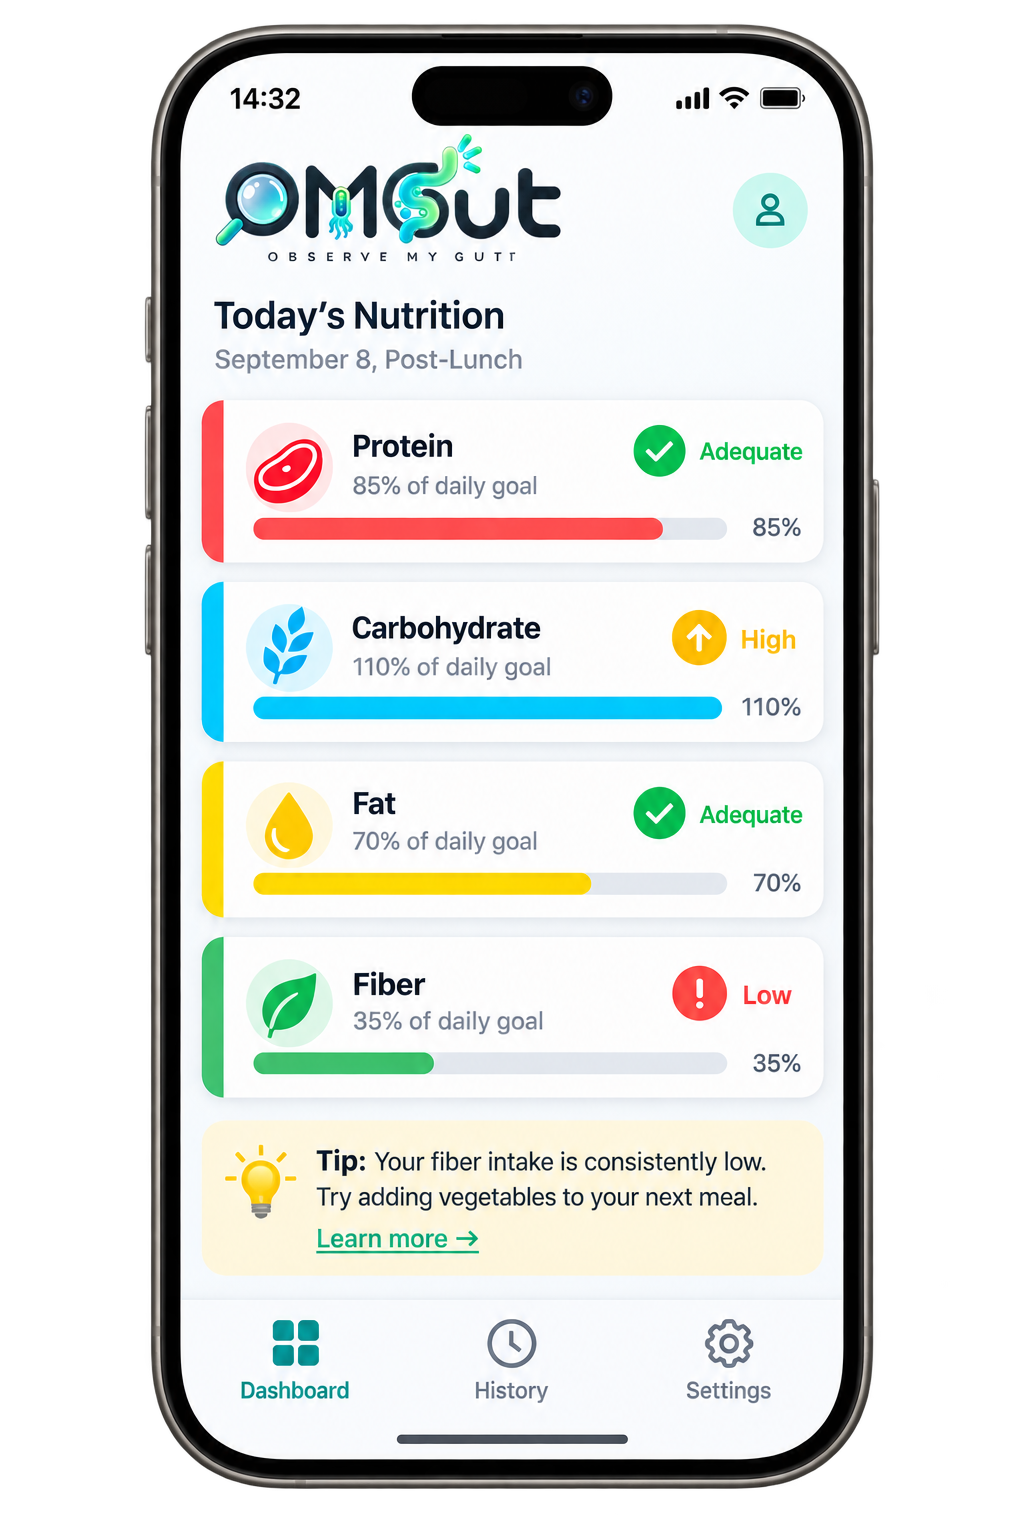 14:32
OMGut
OBSERVE MY GUTT
Today's Nutrition
September 8, Post-Lunch
Protein
Adequate
85% of daily goal
85%
Carbohydrate
High
110% of daily goal
110%
Fat
Adequate
70% of daily goal
70%
Fiber
Low
35% of daily goal
35%
Tip: Your fiber intake is consistently low.
Try adding vegetables to your next meal.
Learn more →
Dashboard
History
Settings